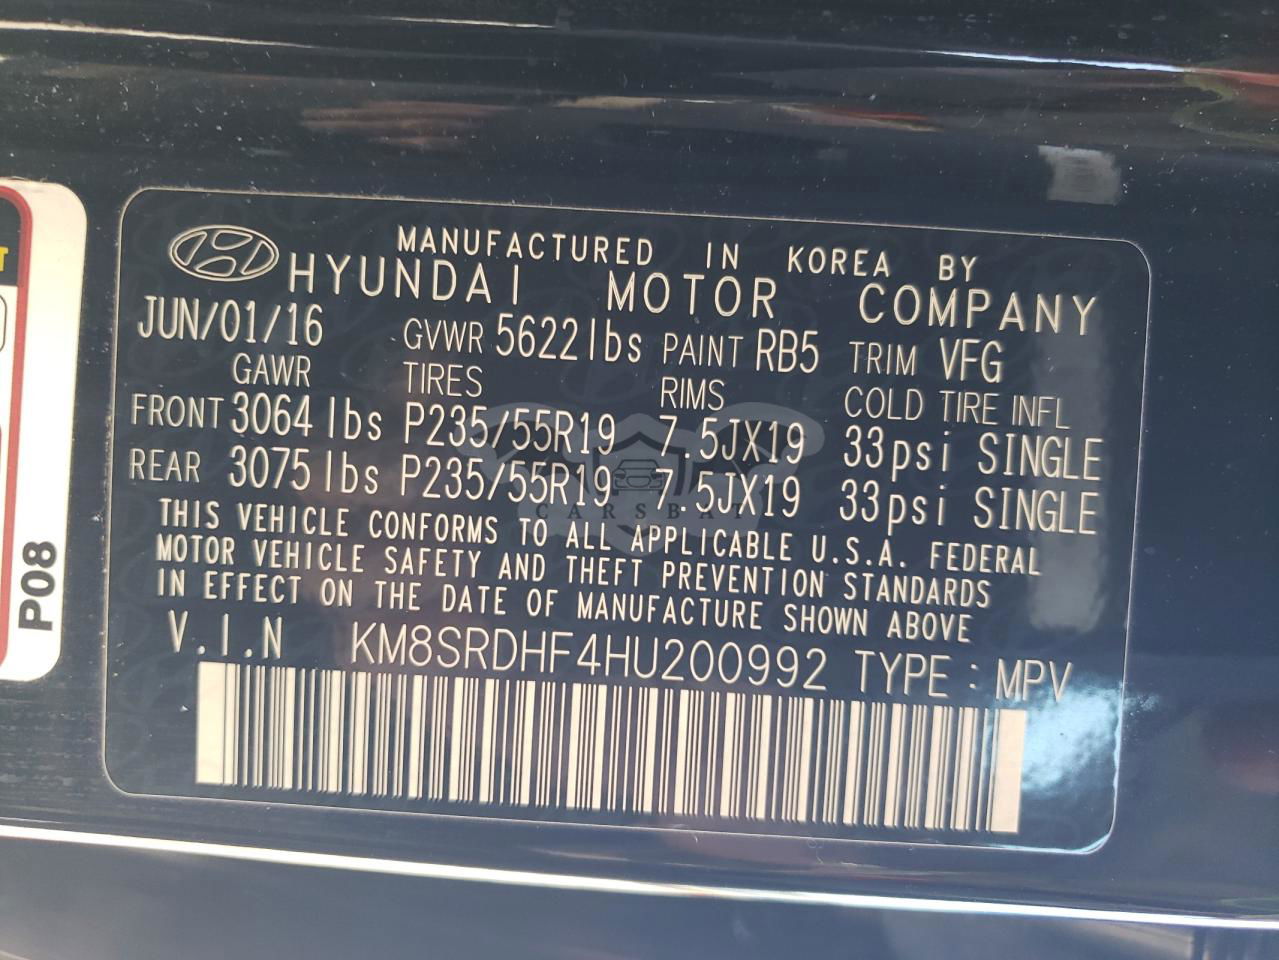 MANUFACTURED IN KOREA BY
HYUNDAI MOTOR COMPANY
JUN/01/16 GVWR 5622lbs PAINT RB5 TRIM VFG
GAWR TIRES RIMS COLD TIRE INFL
FRONT 3064lbs P235/55R19 7.5JX19 33psi SINGLE
REAR 3075lbs P235/55R19 7.5JX19 33psi SINGLE
CARSBAT
THIS VEHICLE CONFORMS TO ALL APPLICABLE U.S.A. FEDERAL
MOTOR VEHICLE SAFETY AND THEFT PREVENTION STANDARDS
IN EFFECT ON THE DATE OF MANUFACTURE SHOWN ABOVE
V.I.N KM8SRDHF4HU200992 TYPE : MPV
P08